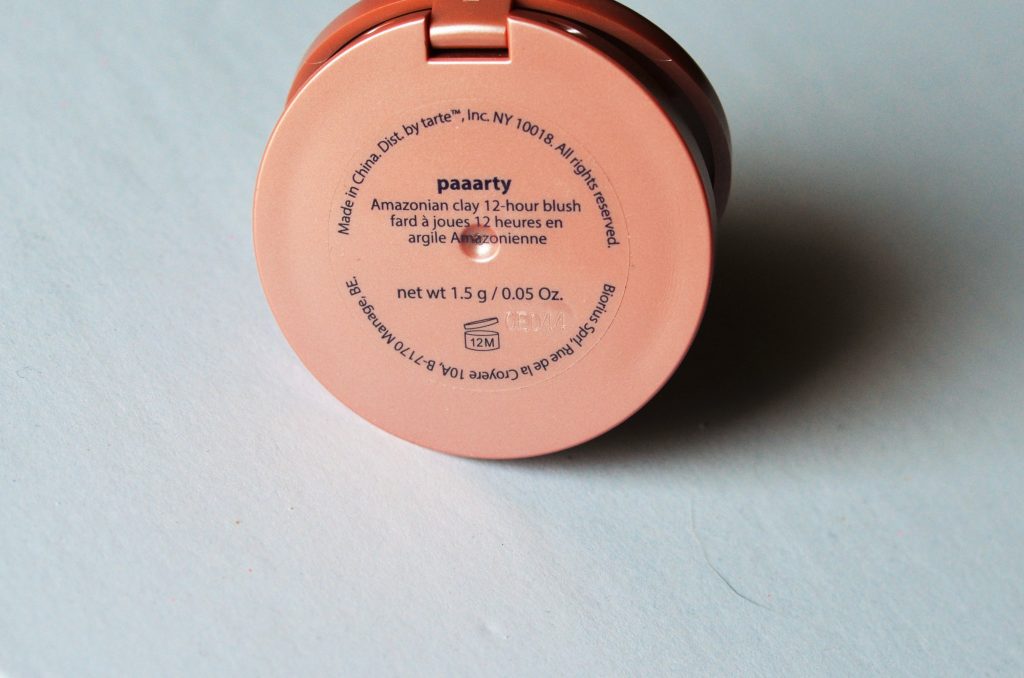 Made in China. Dist. by tarte™, Inc. NY 10018. All rights reserved.
paaarty
Amazonian clay 12-hour blush
fard à joues 12 heures en
argile Amazonienne
net wt 1.5 g / 0.05 Oz.
12M
Biorius Sprl, Rue de la Croyere 10A, B-7170 Manage, BE.